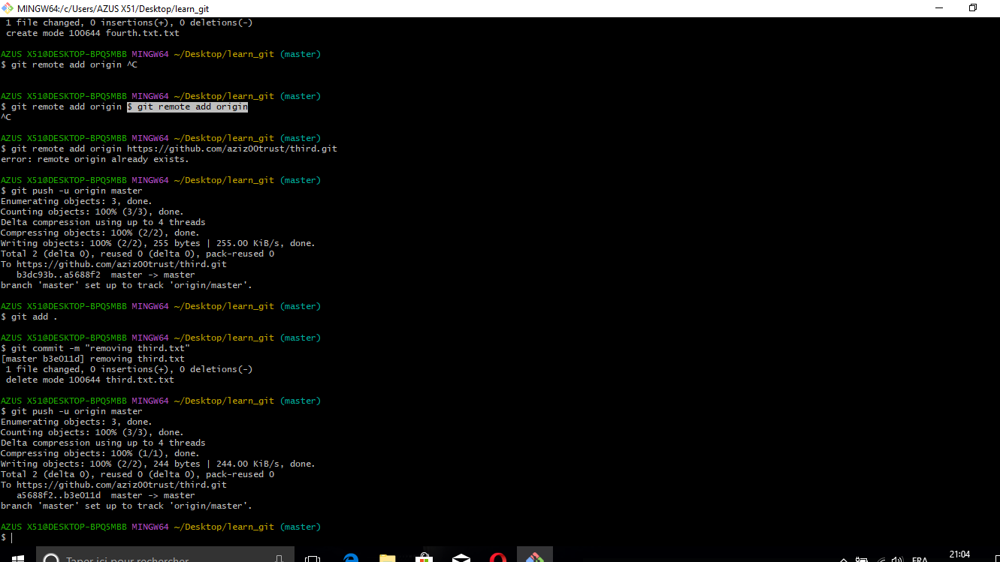 MINGW64:/c/Users/AZUS X51/Desktop/learn_git
1 file changed, 0 insertions(+), 0 deletions(-)
create mode 100644 fourth.txt.txt
AZUS X51@DESKTOP-BPQ5MBB MINGW64 ~/Desktop/learn_git (master)
$ git remote add origin ^C
AZUS X51@DESKTOP-BPQ5MBB MINGW64 ~/Desktop/learn_git (master)
$ git remote add origin $ git remote add origin
^C
AZUS X51@DESKTOP-BPQ5MBB MINGW64 ~/Desktop/learn_git (master)
$ git remote add origin https://github.com/aziz00trust/third.git
error: remote origin already exists.
AZUS X51@DESKTOP-BPQ5MBB MINGW64 ~/Desktop/learn_git (master)
$ git push -u origin master
Enumerating objects: 3, done.
Counting objects: 100% (3/3), done.
Delta compression using up to 4 threads
Compressing objects: 100% (2/2), done.
Writing objects: 100% (2/2), 255 bytes | 255.00 KiB/s, done.
Total 2 (delta 0), reused 0 (delta 0), pack-reused 0
To https://github.com/aziz00trust/third.git
b3dc93b..a5688f2 master -> master
branch 'master' set up to track 'origin/master'.
AZUS X51@DESKTOP-BPQ5MBB MINGW64 ~/Desktop/learn_git (master)
$ git add .
AZUS X51@DESKTOP-BPQ5MBB MINGW64 ~/Desktop/learn_git (master)
$ git commit -m "removing third.txt"
[master b3e011d] removing third.txt
1 file changed, 0 insertions(+), 0 deletions(-)
delete mode 100644 third.txt.txt
AZUS X51@DESKTOP-BPQ5MBB MINGW64 ~/Desktop/learn_git (master)
$ git push -u origin master
Enumerating objects: 3, done.
Counting objects: 100% (3/3), done.
Delta compression using up to 4 threads
Compressing objects: 100% (1/1), done.
Writing objects: 100% (2/2), 244 bytes | 244.00 KiB/s, done.
Total 2 (delta 0), reused 0 (delta 0), pack-reused 0
To https://github.com/aziz00trust/third.git
a5688f2..b3e011d master -> master
branch 'master' set up to track 'origin/master'.
AZUS X51@DESKTOP-BPQ5MBB MINGW64 ~/Desktop/learn_git (master)
$
Taper ici pour rechercher
FRA
21:04